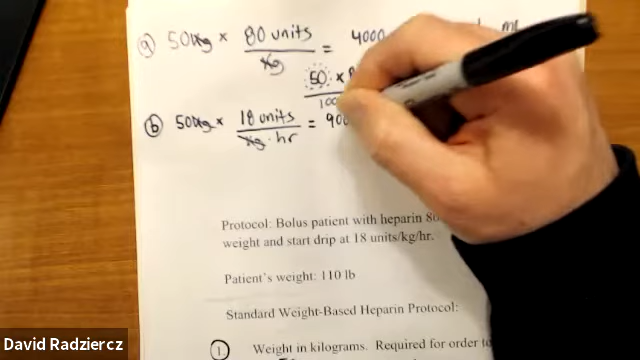 ⓐ 50kg × 80 units / kg = 4000
50 ×
100
ⓑ 50kg × 18 units / kg · hr = 900
Protocol: Bolus patient with heparin 80
weight and start drip at 18 units/kg/hr.
Patient's weight: 110 lb
Standard Weight-Based Heparin Protocol:
① Weight in kilograms. Required for order to
David Radziercz